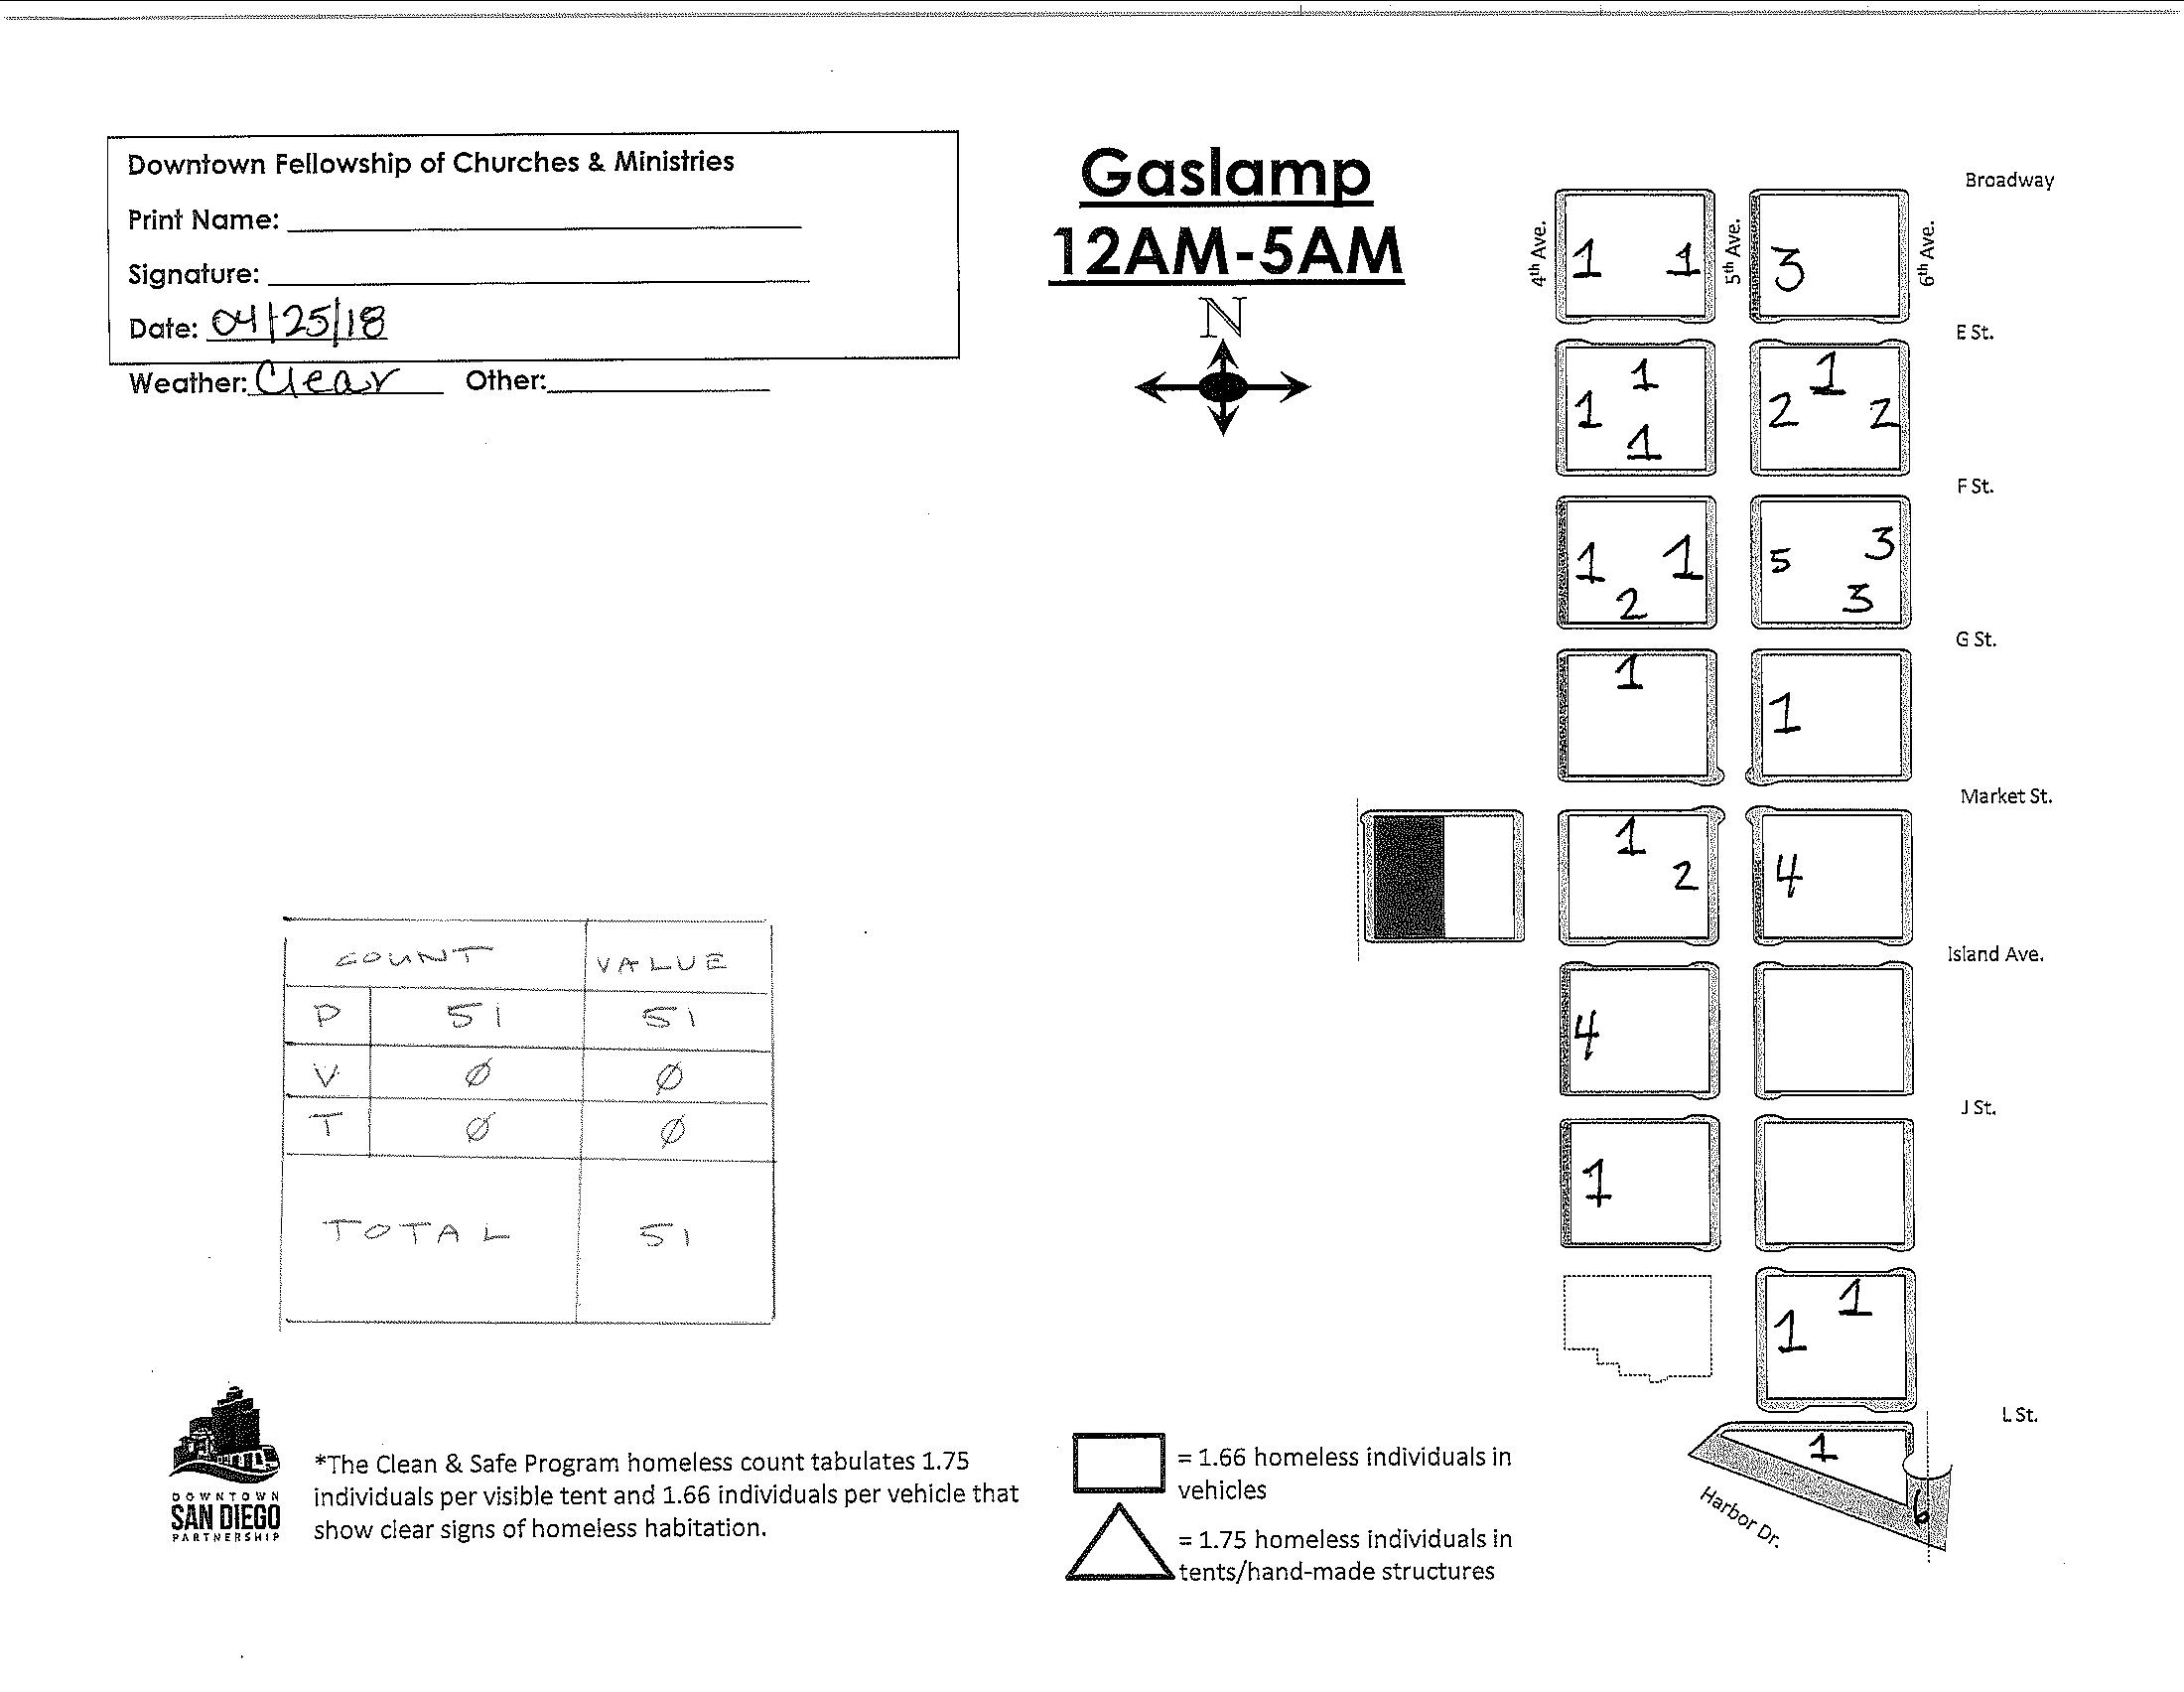 Downtown Fellowship of Churches & Ministries
Print Name:
Signature:
Date: 04/25/18
Weather: Clear Other:
Gaslamp
12AM-5AM
N
Broadway
4th Ave.
5th Ave.
6th Ave.
1 1 3
E St.
1 1 1
2 1 2
F St.
1 1 2
5 3 3
G St.
1
1
Market St.
1 2
4
Island Ave.
4
J St.
1
1 1
L St.
1
6
Harbor Dr.
COUNT VALUE
P 51 51
V Ø Ø
T Ø Ø
TOTAL 51
DOWNTOWN
SAN DIEGO
PARTNERSHIP
*The Clean & Safe Program homeless count tabulates 1.75
individuals per visible tent and 1.66 individuals per vehicle that
show clear signs of homeless habitation.
= 1.66 homeless individuals in
vehicles
= 1.75 homeless individuals in
tents/hand-made structures